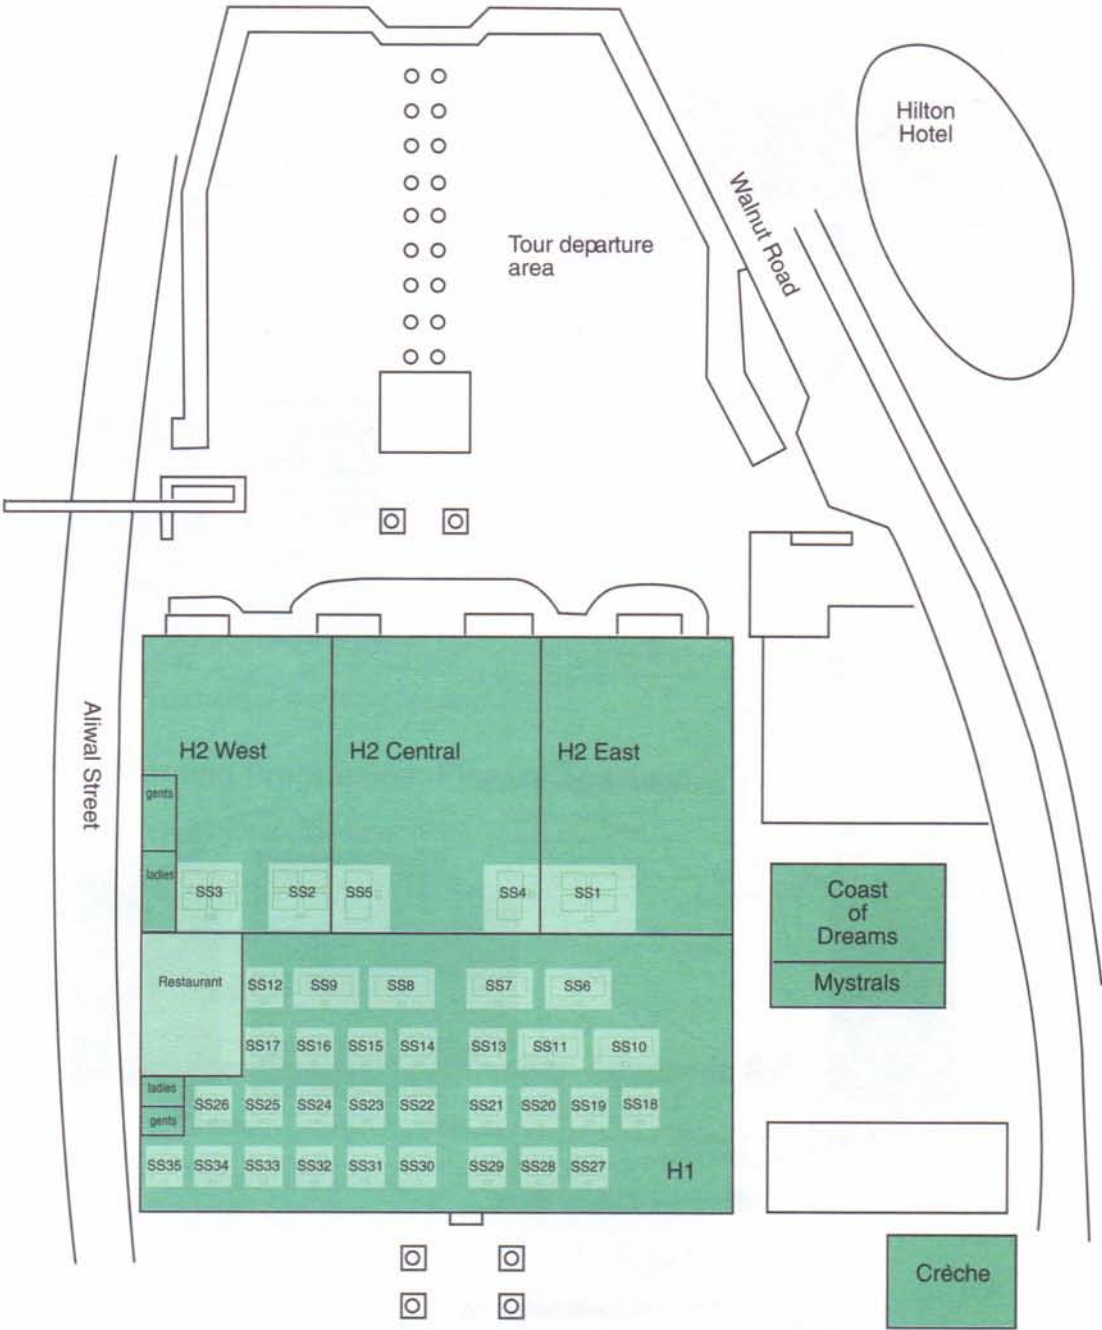 Hilton
Hotel
Walnut Road
Tour departure
area
Aliwal Street
H2 West
H2 Central
H2 East
gents
ladies
SS3
SS2
SS5
SS4
SS1
Coast
of
Dreams
Mystrals
Restaurant
SS12
SS9
SS8
SS7
SS6
SS17
SS16
SS15
SS14
SS13
SS11
SS10
ladies
gents
SS26
SS25
SS24
SS23
SS22
SS21
SS20
SS19
SS18
SS35
SS34
SS33
SS32
SS31
SS30
SS29
SS28
SS27
H1
Crèche